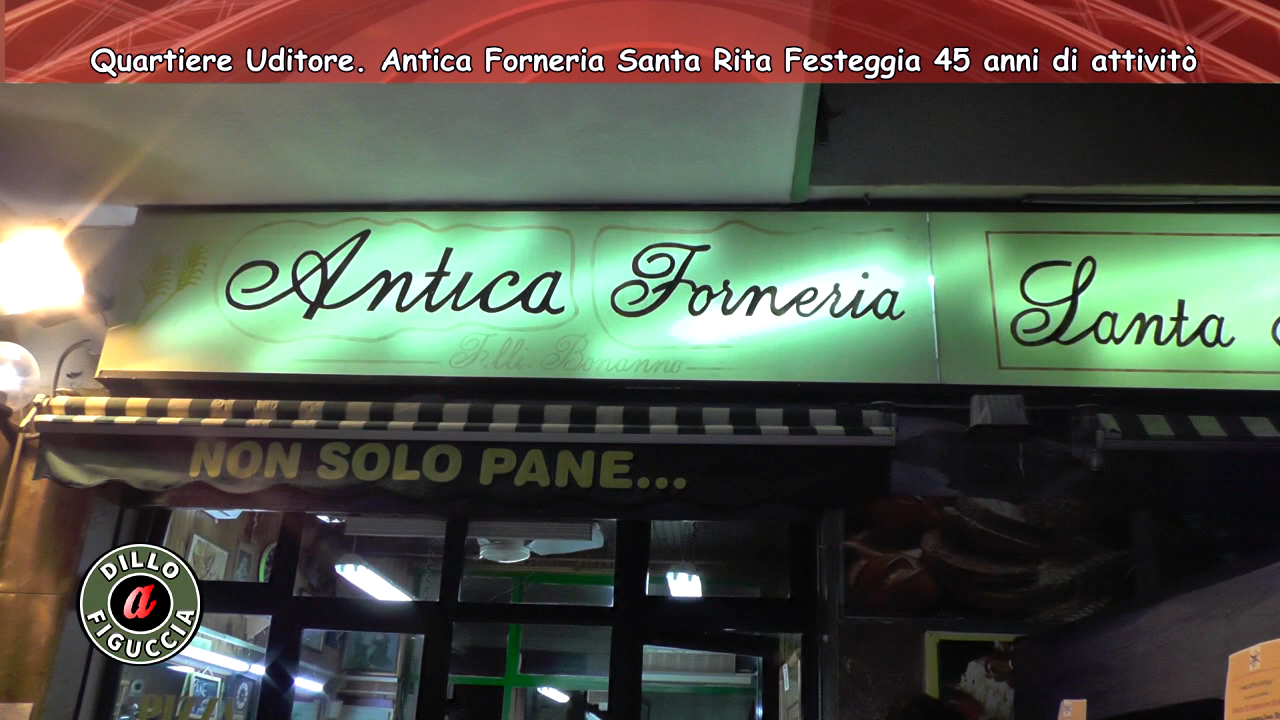 Quartiere Uditore. Antica Forneria Santa Rita Festeggia 45 anni di attivitò
Antica Forneria Santa
F.lli. Bonanno
NON SOLO PANE...
DILLO
a
FIGUCCIA
PIZZA